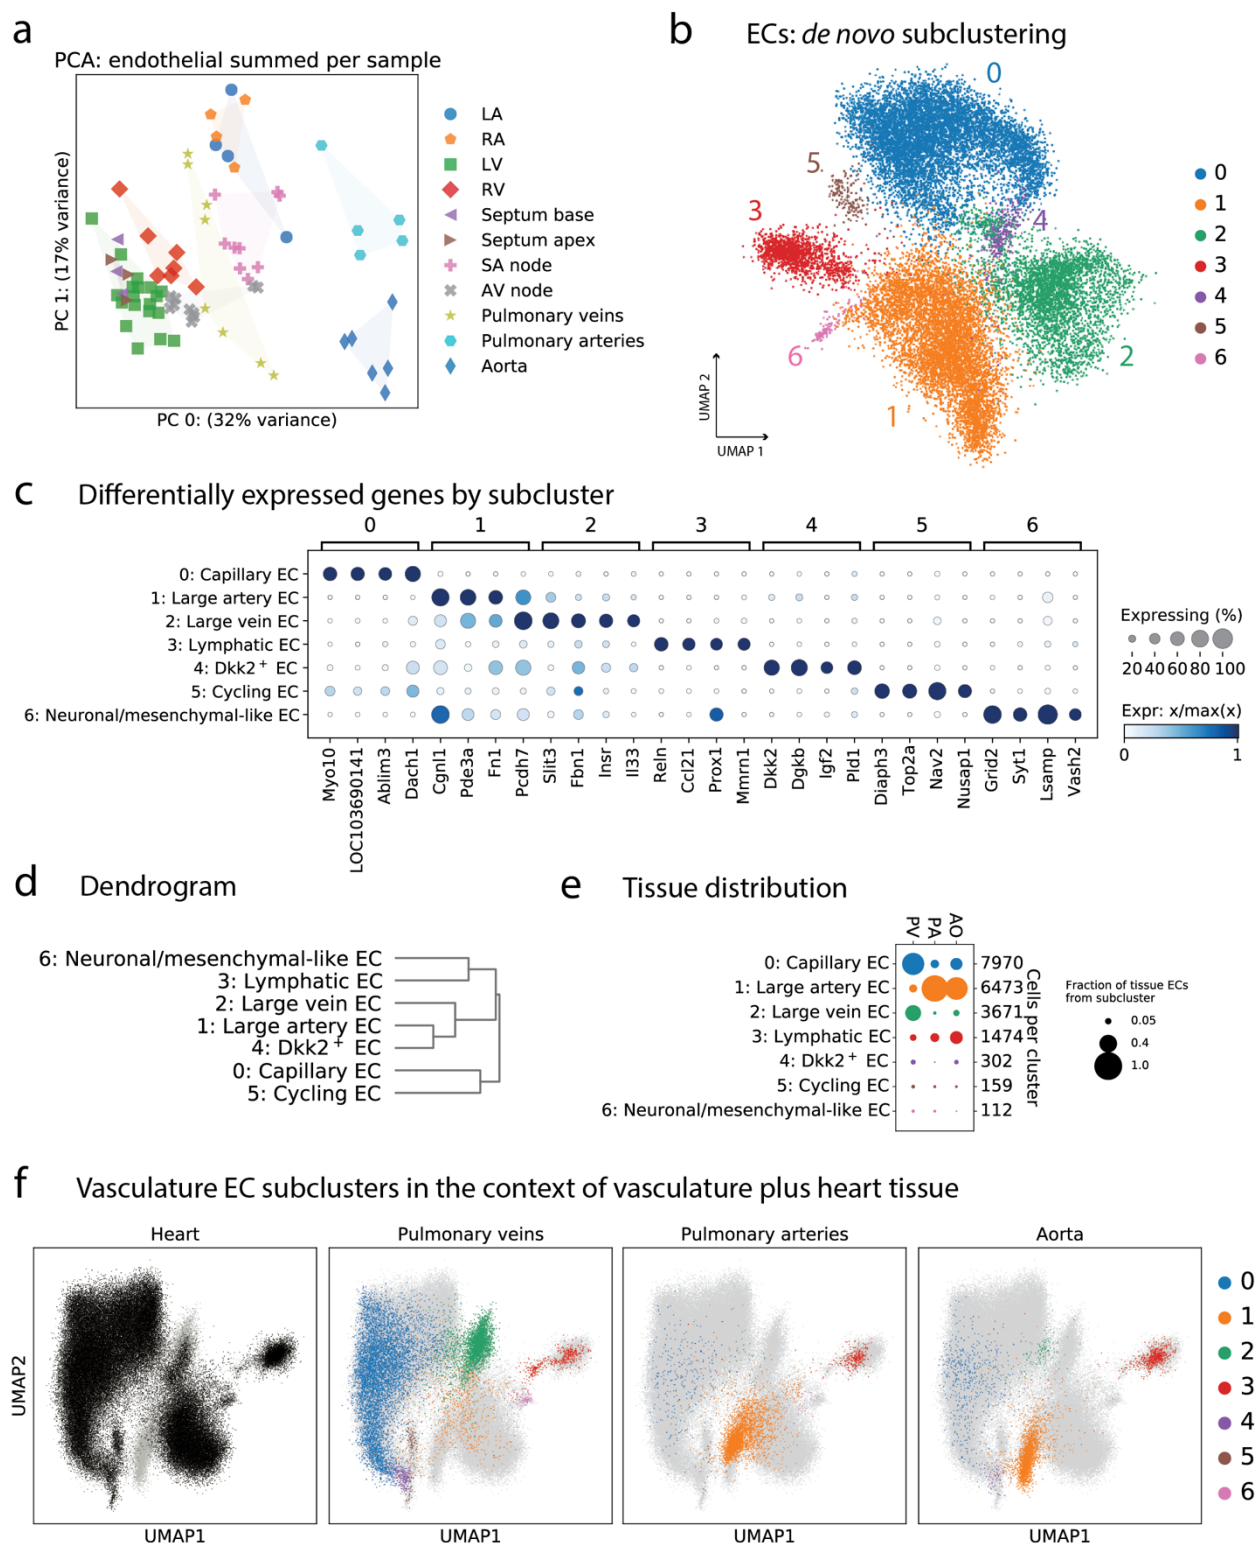 a
PCA: endothelial summed per sample
PC 1: (17% variance)
PC 0: (32% variance)
LA
RA
LV
RV
Septum base
Septum apex
SA node
AV node
Pulmonary veins
Pulmonary arteries
Aorta
b ECs: de novo subclustering
0
5
3
4
6
2
1
UMAP 2
UMAP 1
0
1
2
3
4
5
6
c Differentially expressed genes by subcluster
0 1 2 3 4 5 6
0: Capillary EC
1: Large artery EC
2: Large vein EC
3: Lymphatic EC
4: Dkk2+ EC
5: Cycling EC
6: Neuronal/mesenchymal-like EC
Myo10
LOC103690141
Ablim3
Dach1
Cgnl1
Pde3a
Fn1
Pcdh7
Slit3
Fbn1
Insr
Il33
Reln
Ccl21
Prox1
Mmrn1
Dkk2
Dgkb
Igf2
Pld1
Diaph3
Top2a
Nav2
Nusap1
Grid2
Syt1
Lsamp
Vash2
Expressing (%)
20 40 60 80 100
Expr: x/max(x)
0 1
d Dendrogram
6: Neuronal/mesenchymal-like EC
3: Lymphatic EC
2: Large vein EC
1: Large artery EC
4: Dkk2+ EC
0: Capillary EC
5: Cycling EC
e Tissue distribution
PV PA AO
0: Capillary EC 7970
1: Large artery EC 6473
2: Large vein EC 3671
3: Lymphatic EC 1474
4: Dkk2+ EC 302
5: Cycling EC 159
6: Neuronal/mesenchymal-like EC 112
Cells per cluster
Fraction of tissue ECs
from subcluster
0.05
0.4
1.0
f Vasculature EC subclusters in the context of vasculature plus heart tissue
Heart Pulmonary veins Pulmonary arteries Aorta
UMAP2
UMAP1 UMAP1 UMAP1 UMAP1
0
1
2
3
4
5
6